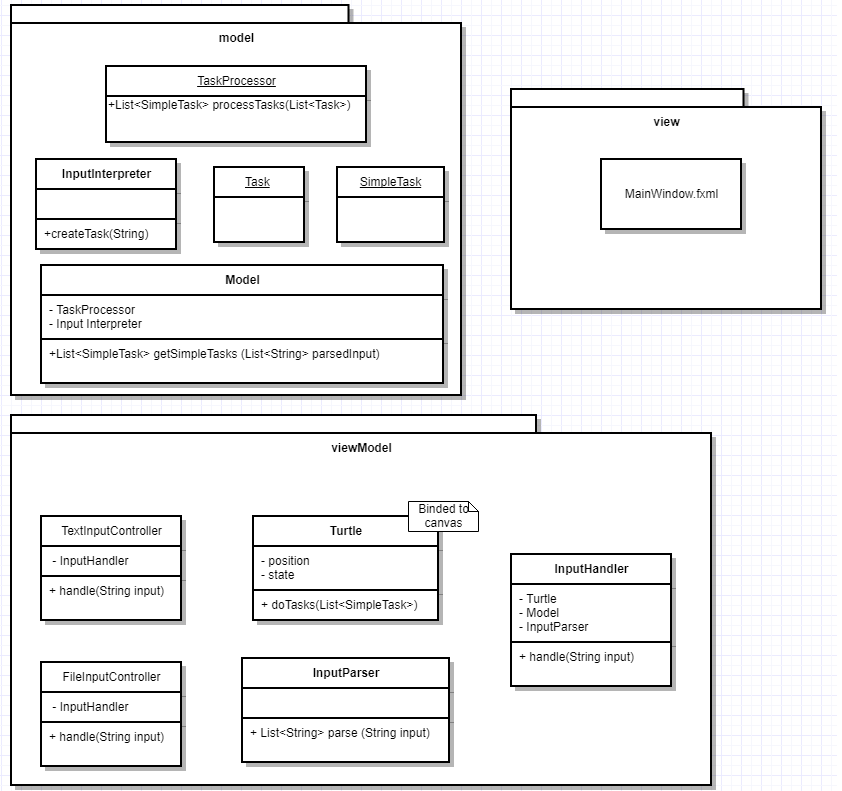 model
TaskProcessor
+List<SimpleTask> processTasks(List<Task>)
InputInterpreter
+createTask(String)
Task
SimpleTask
Model
- TaskProcessor
- Input Interpreter
+List<SimpleTask> getSimpleTasks (List<String> parsedInput)
view
MainWindow.fxml
viewModel
TextInputController
- InputHandler
+ handle(String input)
Turtle
Binded to
canvas
- position
- state
+ doTasks(List<SimpleTask>)
InputHandler
- Turtle
- Model
- InputParser
+ handle(String input)
FileInputController
- InputHandler
+ handle(String input)
InputParser
+ List<String> parse (String input)